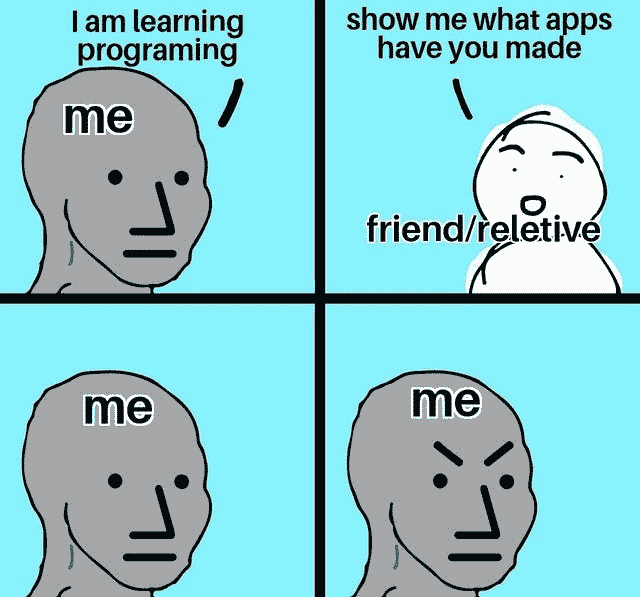 I am learning
programing
me
show me what apps
have you made
friend/reletive
me
me